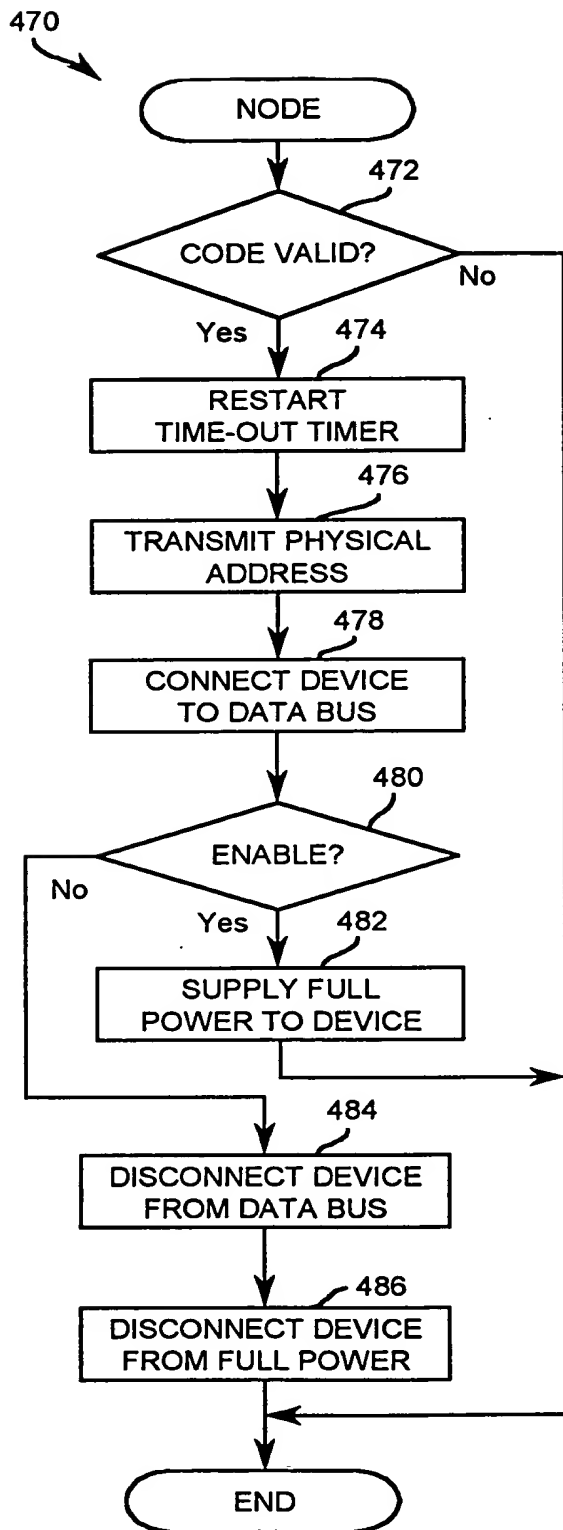 470
NODE
472
CODE VALID?
No
Yes
474
RESTART
TIME-OUT TIMER
476
TRANSMIT PHYSICAL
ADDRESS
478
CONNECT DEVICE
TO DATA BUS
480
ENABLE?
No
Yes
482
SUPPLY FULL
POWER TO DEVICE
484
DISCONNECT DEVICE
FROM DATA BUS
486
DISCONNECT DEVICE
FROM FULL POWER
END